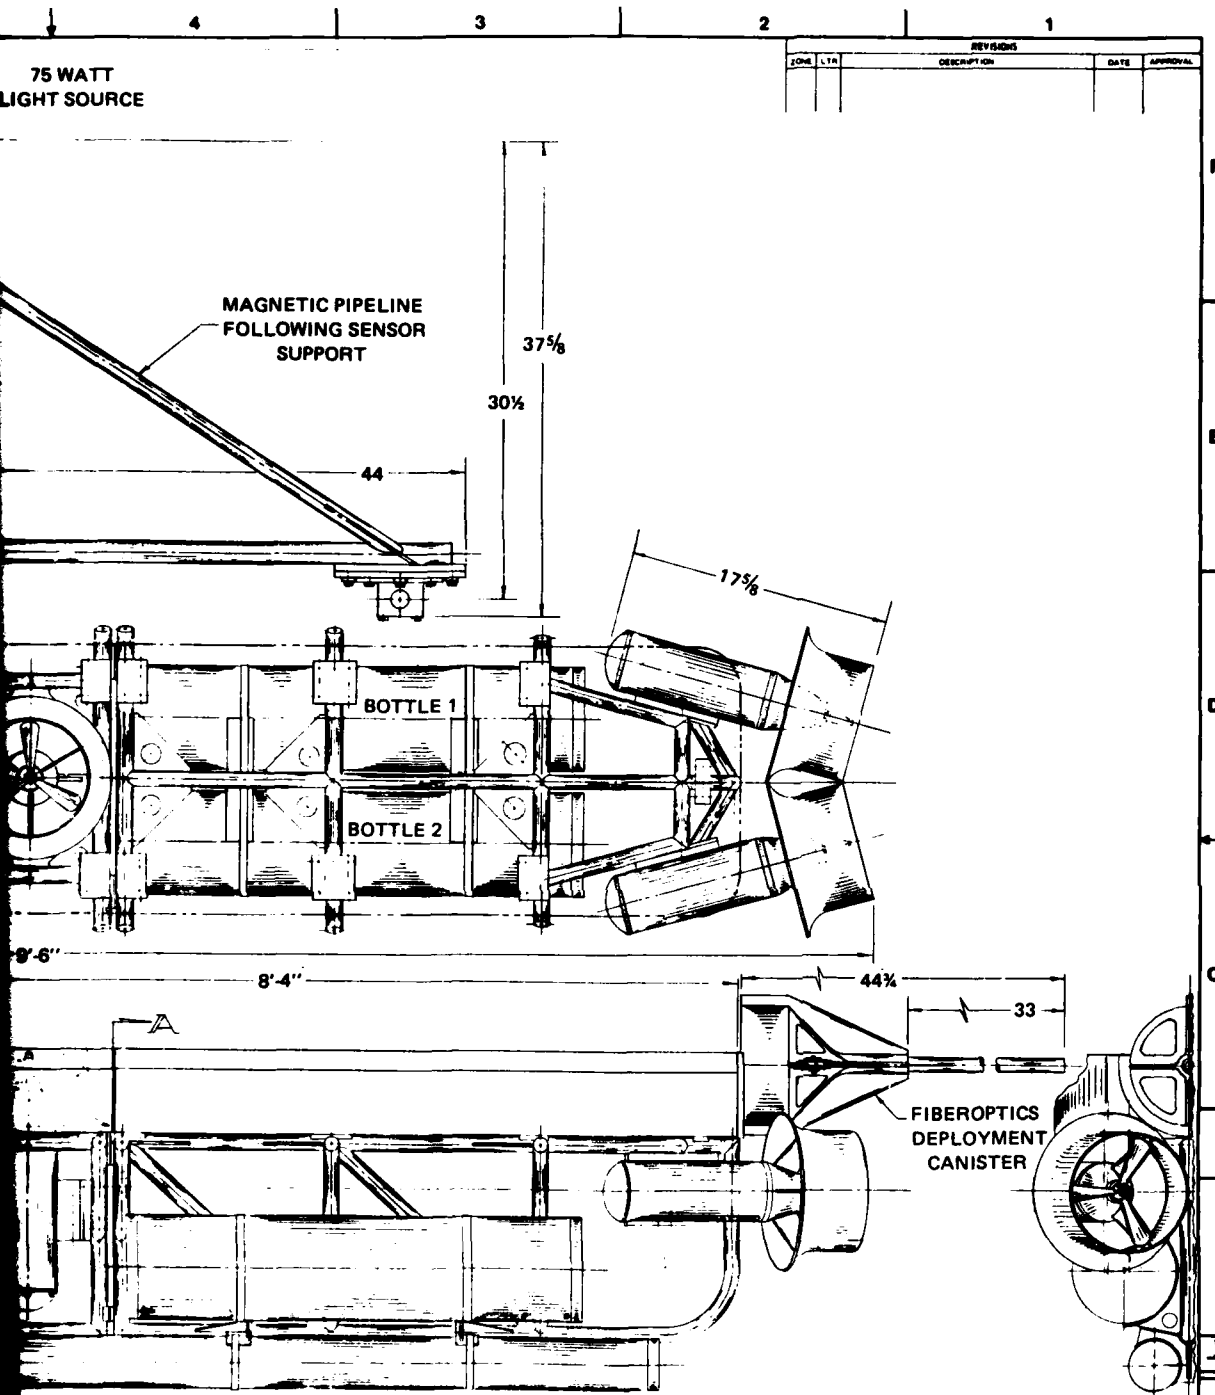 4 3 2 1
REVISIONS
ZONE LTR DESCRIPTION DATE APPROVAL
75 WATT
LIGHT SOURCE
MAGNETIC PIPELINE
FOLLOWING SENSOR
SUPPORT
37⅝
30½
44
17⅝
BOTTLE 1
D
BOTTLE 2
9'-6"
8'-4"
44¾
C
33
A
A
FIBEROPTICS
DEPLOYMENT
CANISTER